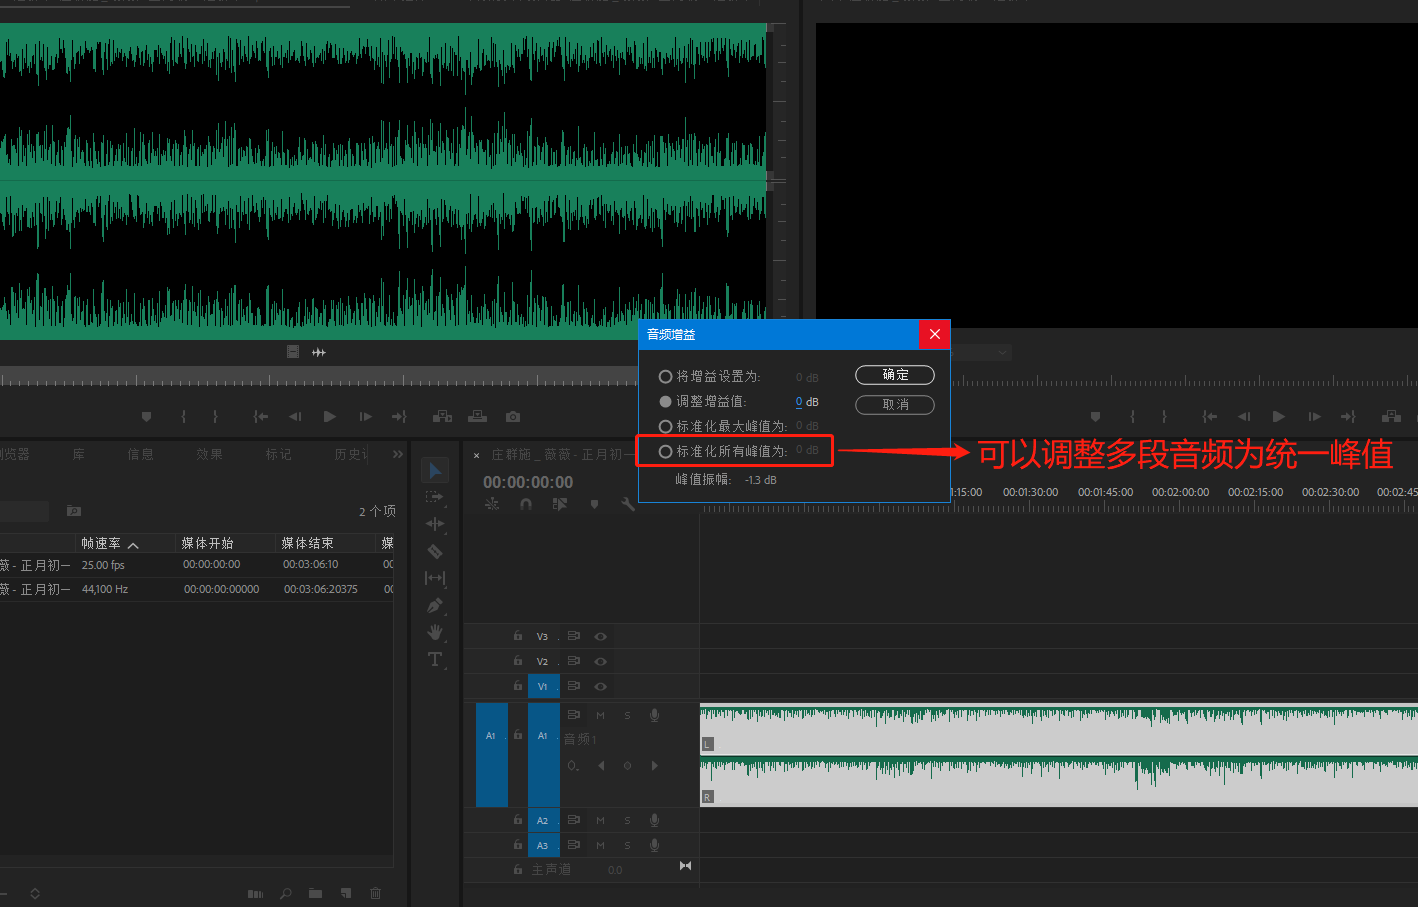 音频增益
将增益设置为: 0 dB
确定
调整增益值: 0 dB
取消
标准化最大峰值为: 0 dB
标准化所有峰值为: 0 dB
可以调整多段音频为统一峰值
峰值振幅: -1.3 dB
库
信息
效果
标记
× 庄群施 _ 薇薇 - 正月初一
00:00:00:00
1:15:00 00:01:30:00 00:01:45:00 00:02:00:00 00:02:15:00 00:02:30:00 00:02:45
2 个项
帧速率 媒体开始 媒体结束 媒
薇 - 正月初一 25.00 fps 00:00:00:00 00:03:06:10 00
薇 - 正月初一 44,100 Hz 00:00:00:00000 00:03:06:20375 00
V3
V2
V1
A1 A1 M S
音频 1
L
R
A2 M S
A3 M S
主声道 0.0